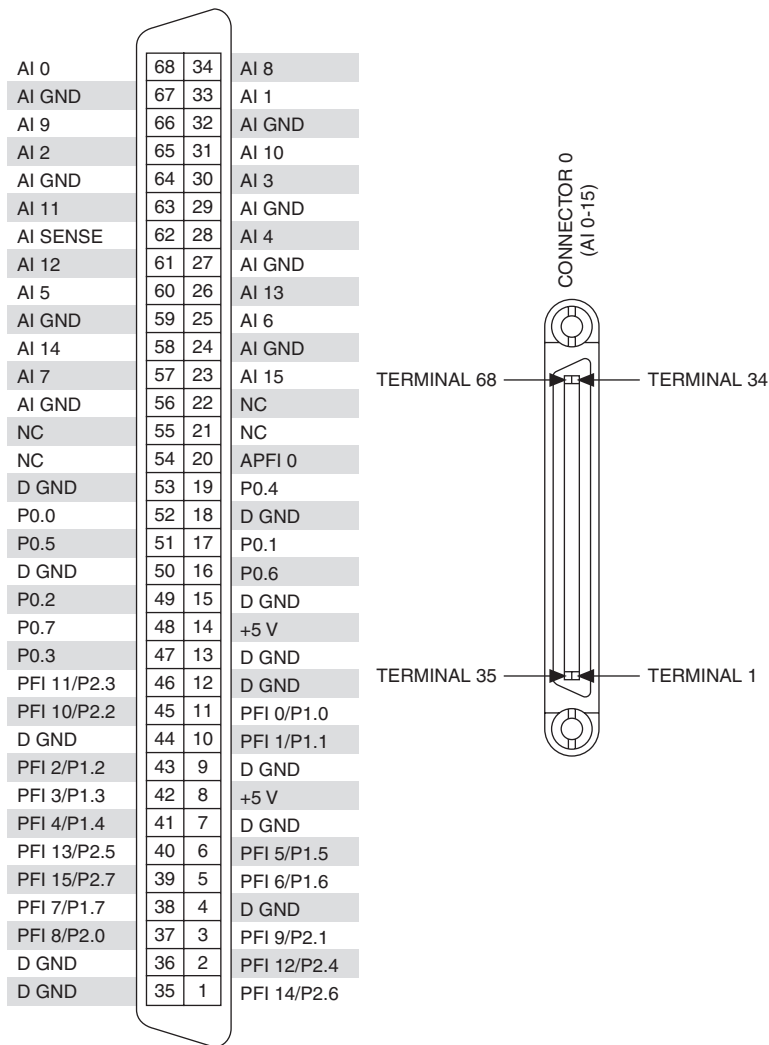 AI 0 68 34 AI 8
AI GND 67 33 AI 1
AI 9 66 32 AI GND
AI 2 65 31 AI 10
AI GND 64 30 AI 3
AI 11 63 29 AI GND
AI SENSE 62 28 AI 4
AI 12 61 27 AI GND
AI 5 60 26 AI 13
AI GND 59 25 AI 6
AI 14 58 24 AI GND
AI 7 57 23 AI 15
AI GND 56 22 NC
NC 55 21 NC
NC 54 20 APFI 0
D GND 53 19 P0.4
P0.0 52 18 D GND
P0.5 51 17 P0.1
D GND 50 16 P0.6
P0.2 49 15 D GND
P0.7 48 14 +5 V
P0.3 47 13 D GND
PFI 11/P2.3 46 12 D GND
PFI 10/P2.2 45 11 PFI 0/P1.0
D GND 44 10 PFI 1/P1.1
PFI 2/P1.2 43 9 D GND
PFI 3/P1.3 42 8 +5 V
PFI 4/P1.4 41 7 D GND
PFI 13/P2.5 40 6 PFI 5/P1.5
PFI 15/P2.7 39 5 PFI 6/P1.6
PFI 7/P1.7 38 4 D GND
PFI 8/P2.0 37 3 PFI 9/P2.1
D GND 36 2 PFI 12/P2.4
D GND 35 1 PFI 14/P2.6
CONNECTOR 0
(AI 0-15)
TERMINAL 68 TERMINAL 34
TERMINAL 35 TERMINAL 1